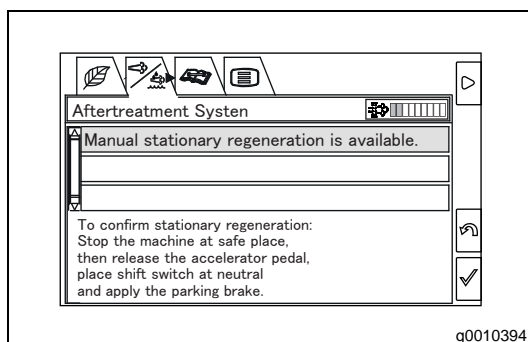 Aftertreatment Systen
Manual stationary regeneration is available.
To confirm stationary regeneration:
Stop the machine at safe place,
then release the accelerator pedal,
place shift switch at neutral
and apply the parking brake.
g0010394